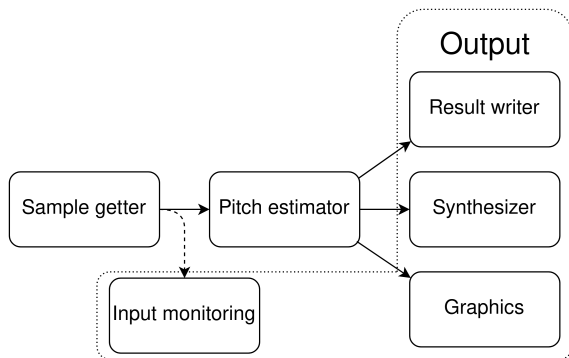 Output
Result writer
Sample getter
Pitch estimator
Synthesizer
Input monitoring
Graphics